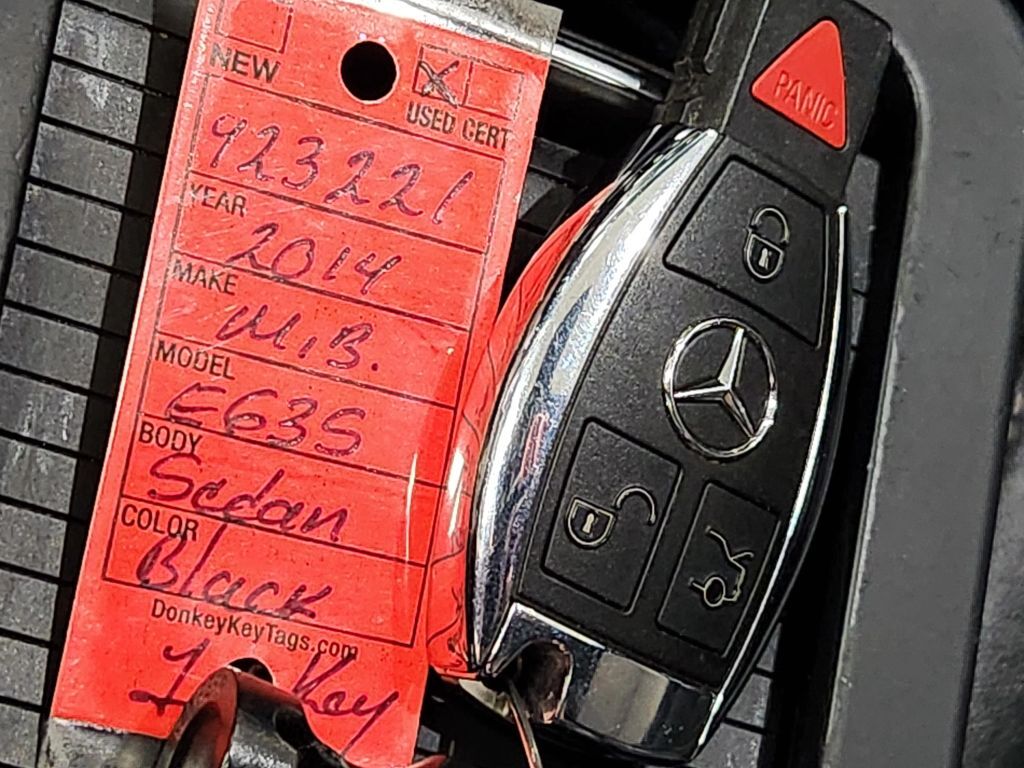 NEW
USED CERT
923221
YEAR
2014
MAKE
M.B.
MODEL
E63S
BODY
Sedan
COLOR
Black
DonkeyKeyTags.com
1 Key
PANIC